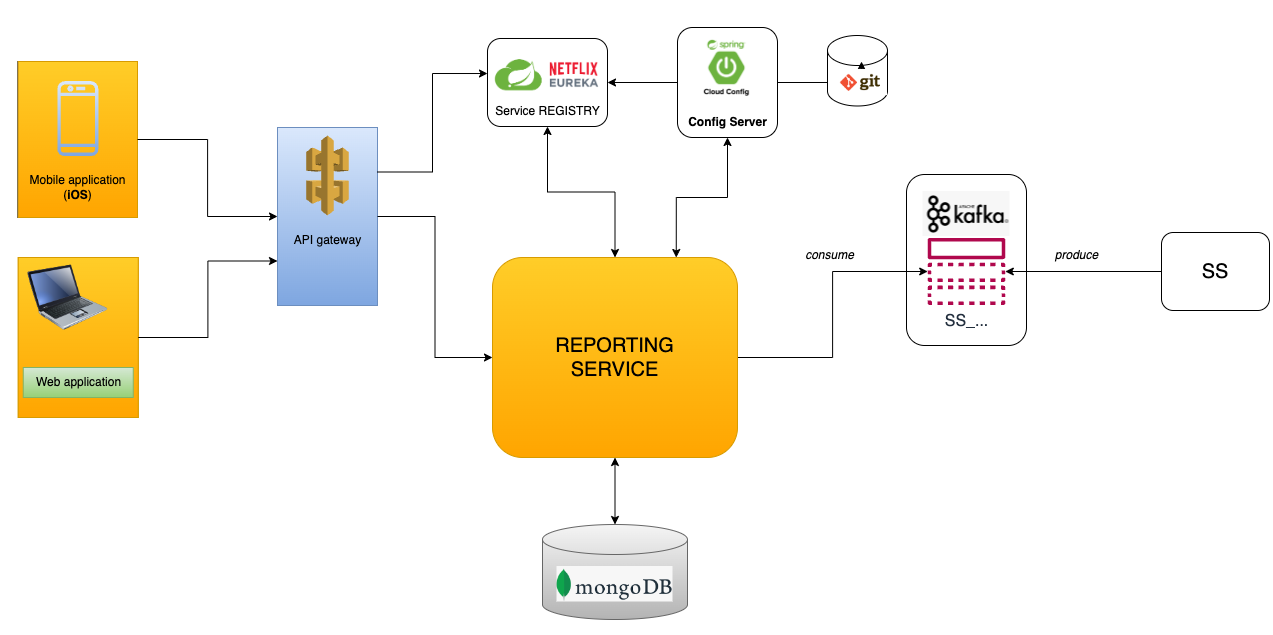 Mobile application
(iOS)
Web application
API gateway
NETFLIX
EUREKA
Service REGISTRY
spring
Cloud Config
Config Server
git
REPORTING
SERVICE
mongoDB
consume
APACHE
kafka
SS_...
produce
SS